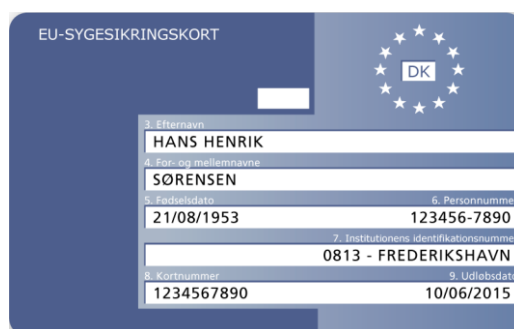 EU-SYGESIKRINGSKORT
DK
3. Efternavn
HANS HENRIK
4. For- og mellemnavne
SØRENSEN
5. Fødselsdato 6. Personnumme
21/08/1953 123456-7890
7. Institutionens identifikationsnumme
0813 - FREDERIKSHAVN
8. Kortnummer 9. Udløbsdato
1234567890 10/06/2015